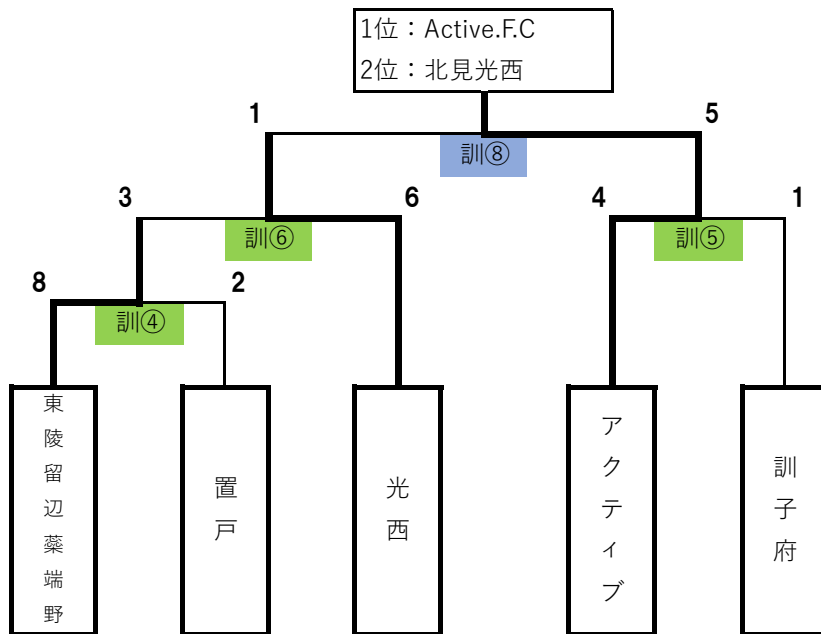 1位：Active.F.C
2位：北見光西
1
5
訓⑧
3
6
4
1
訓⑥
訓⑤
8
2
訓④
東陵留辺蘂端野
置戸
光西
アクティブ
訓子府